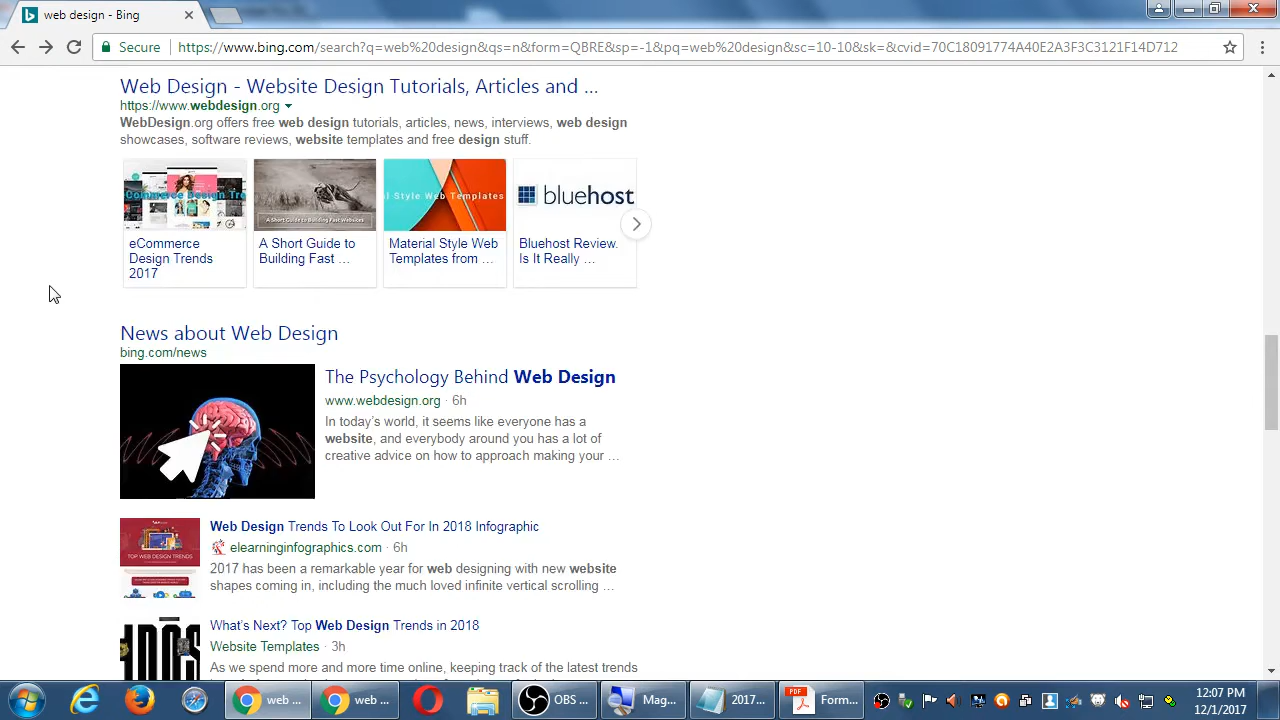 web design - Bing
Secure
https://www.bing.com/search?q=web%20design&qs=n&form=QBRE&sp=-1&pq=web%20design&sc=10-10&sk=&cvid=70C18091774A40E2A3F3C3121F14D712
Web Design - Website Design Tutorials, Articles and ...
https://www.webdesign.org
WebDesign.org offers free web design tutorials, articles, news, interviews, web design
showcases, software reviews, website templates and free design stuff.
eCommerce Design Tre
A Short Guide to Building Fast Websites
l Style Web Templates
bluehost
eCommerce
Design Trends
2017
A Short Guide to
Building Fast ...
Material Style Web
Templates from ...
Bluehost Review.
Is It Really ...
News about Web Design
bing.com/news
The Psychology Behind Web Design
www.webdesign.org · 6h
In today's world, it seems like everyone has a
website, and everybody around you has a lot of
creative advice on how to approach making your ...
TOP WEB DESIGN TRENDS
Web Design Trends To Look Out For In 2018 Infographic
elearninginfographics.com · 6h
2017 has been a remarkable year for web designing with new website
shapes coming in, including the much loved infinite vertical scrolling ...
What's Next? Top Web Design Trends in 2018
Website Templates · 3h
As we spend more and more time online, keeping track of the latest trends
web ...
web ...
OBS ...
Mag...
2017...
PDF
Form...
12:07 PM
12/1/2017